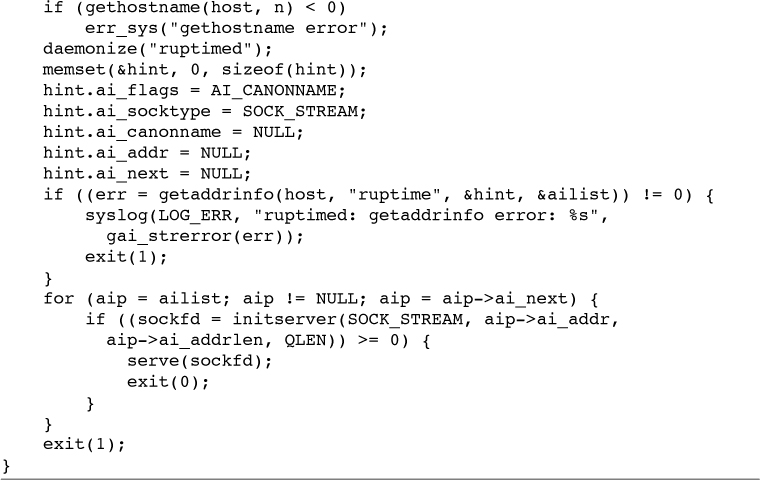 if (gethostname(host, n) < 0)
err_sys("gethostname error");
daemonize("ruptimed");
memset(&hint, 0, sizeof(hint));
hint.ai_flags = AI_CANONNAME;
hint.ai_socktype = SOCK_STREAM;
hint.ai_canonname = NULL;
hint.ai_addr = NULL;
hint.ai_next = NULL;
if ((err = getaddrinfo(host, "ruptime", &hint, &ailist)) != 0) {
syslog(LOG_ERR, "ruptimed: getaddrinfo error: %s",
gai_strerror(err));
exit(1);
}
for (aip = ailist; aip != NULL; aip = aip->ai_next) {
if ((sockfd = initserver(SOCK_STREAM, aip->ai_addr,
aip->ai_addrlen, QLEN)) >= 0) {
serve(sockfd);
exit(0);
}
}
exit(1);
}